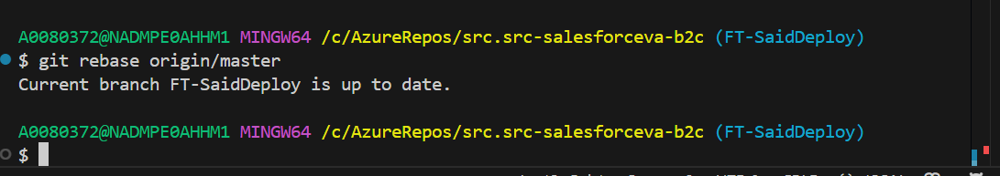 A0080372@NADMPE0AHHM1 MINGW64 /c/AzureRepos/src.src-salesforceva-b2c (FT-SaidDeploy)
$ git rebase origin/master
Current branch FT-SaidDeploy is up to date.
A0080372@NADMPE0AHHM1 MINGW64 /c/AzureRepos/src.src-salesforceva-b2c (FT-SaidDeploy)
$